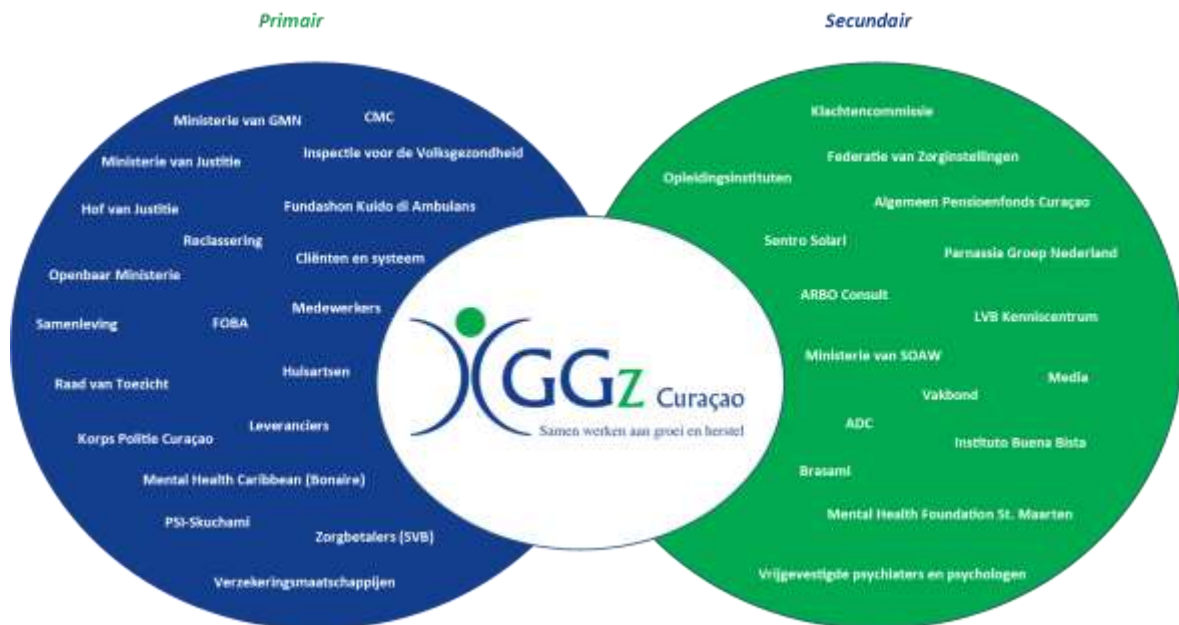 Primair
Secundair
Ministerie van GMN
CMC
Ministerie van Justitie
Inspectie voor de Volksgezondheid
Hof van Justitie
Fundashon Kuido di Ambulans
Reclassering
Cliënten en systeem
Openbaar Ministerie
Medewerkers
Samenleving
FOBA
Huisartsen
Raad van Toezicht
Leveranciers
Korps Politie Curaçao
Mental Health Caribbean (Bonaire)
PSI-Skuchami
Zorgbetalers (SVB)
Verzekeringsmaatschappijen
GGz Curaçao
Samen werken aan groei en herstel
Klachtencommissie
Federatie van Zorginstellingen
Opleidingsinstituten
Algemeen Pensioenfonds Curaçao
Sentro Solari
Parnassia Groep Nederland
ARBO Consult
LVB Kenniscentrum
Ministerie van SOAW
Media
Vakbond
ADC
Instituto Buena Bista
Brasami
Mental Health Foundation St. Maarten
Vrijgevestigde psychiaters en psychologen